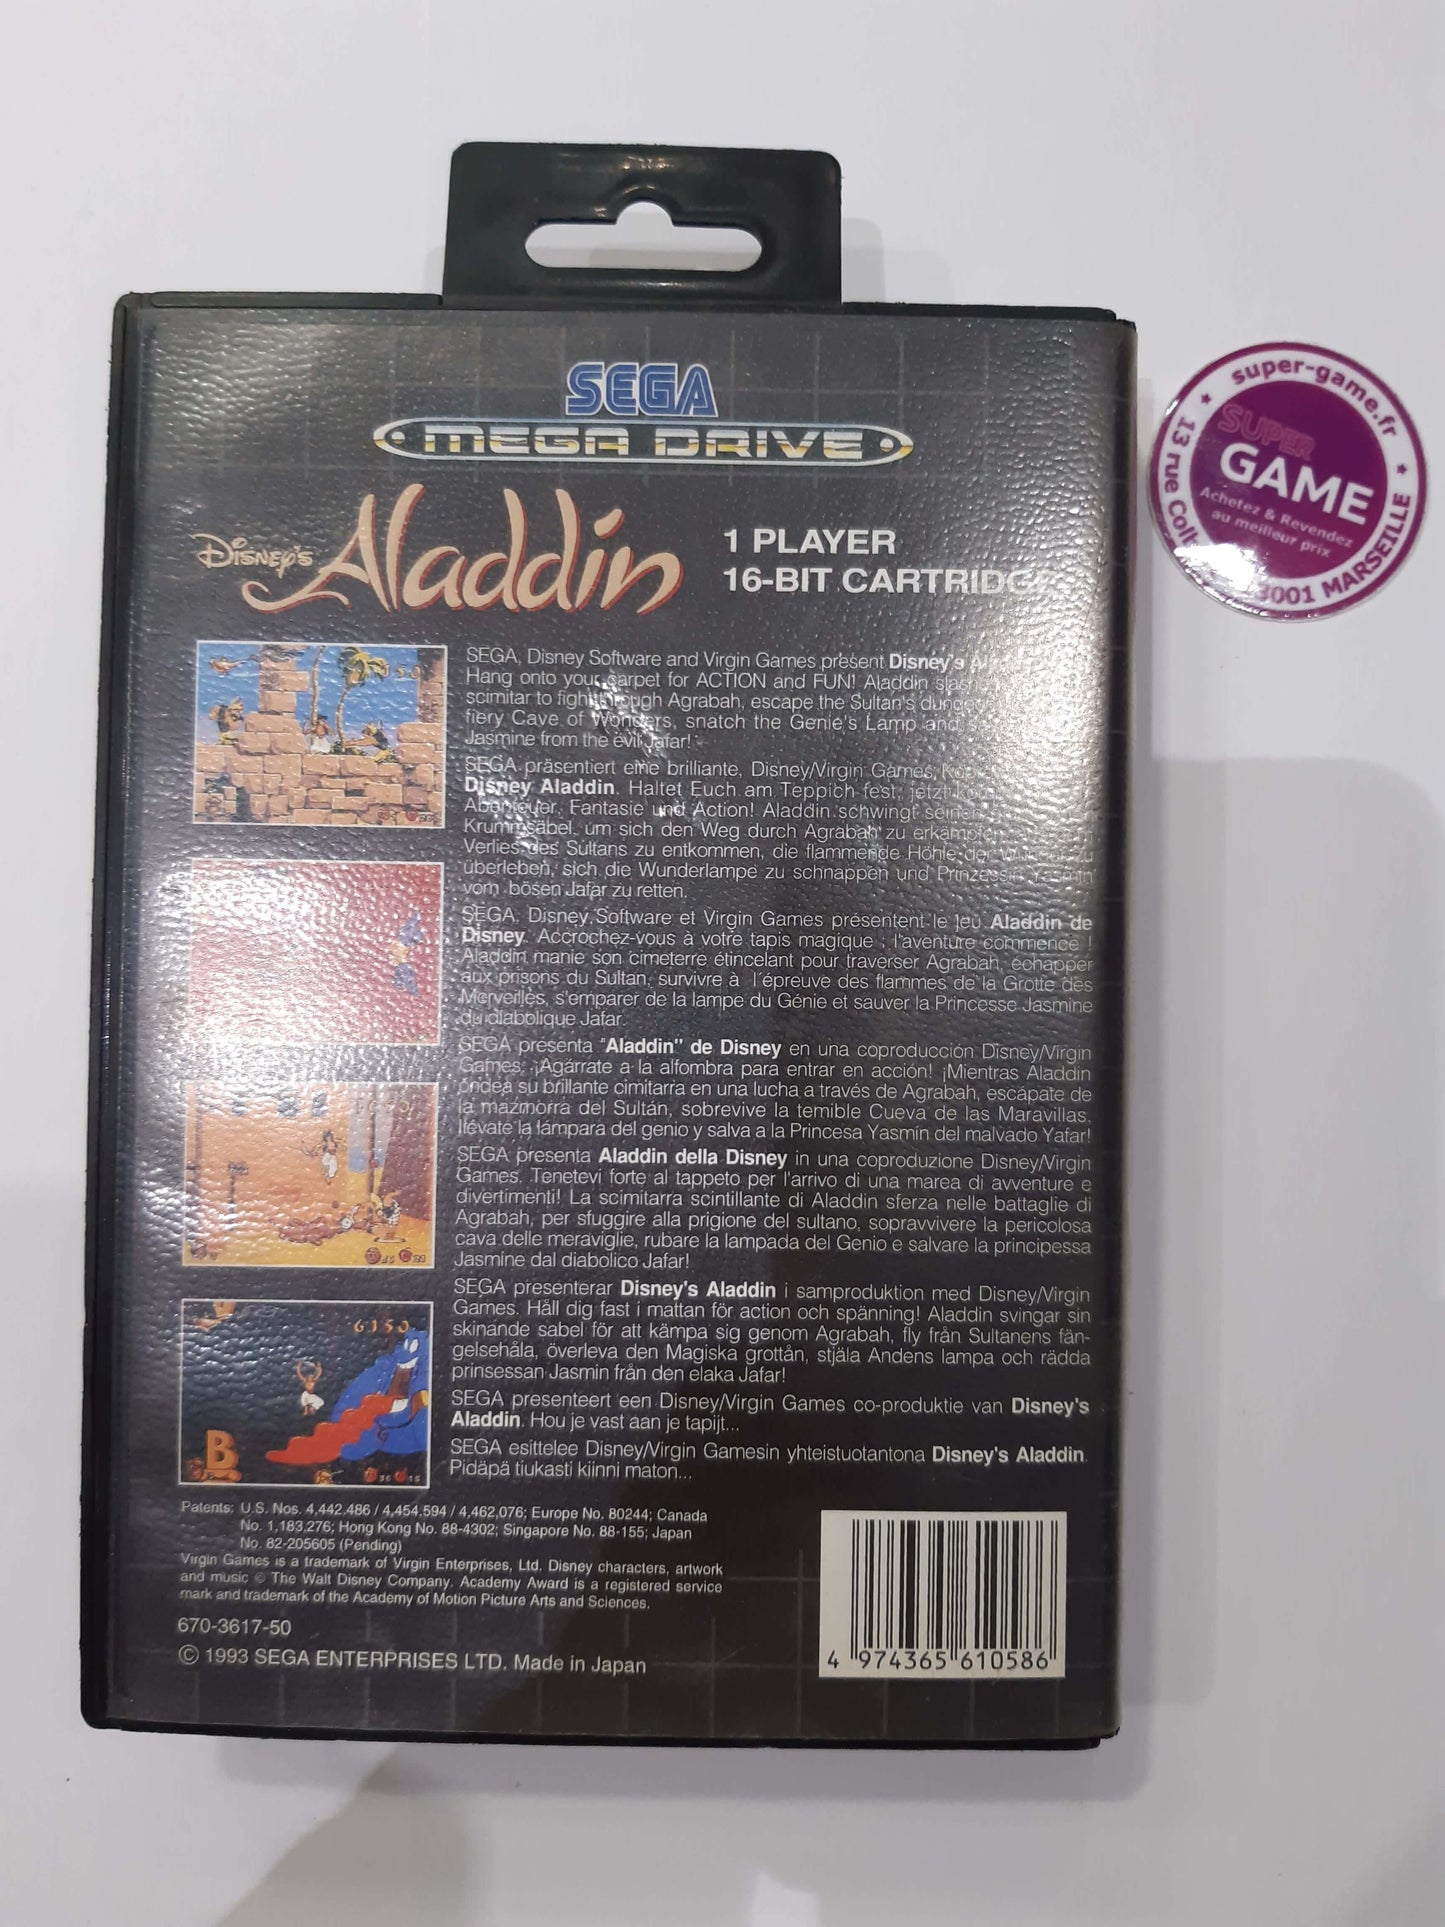 SEGA
MEGA DRIVE
Disney's Aladdin
1 PLAYER
16-BIT CARTRIDGE
SEGA, Disney Software and Virgin Games present Disney's
Hang onto your carpet for ACTION and FUN! Aladdin
scimitar to fight through Agrabah, escape the Sultan's
fiery Cave of Wonders, snatch the Genie's Lamp and
Jasmine from the evil Jafar!
SEGA präsentiert eine brilliante, Disney/Virgin Games,
Disney Aladdin. Haltet Euch am Teppich fest, jetzt
Abenteuer, Fantasie und Action! Aladdin schwingt seinen
Krummsäbel, um sich den Weg durch Agrabah zu erkämpfen,
Verlies des Sultans zu entkommen, die flammende Höhle der Wunder zu
überleben, sich die Wunderlampe zu schnappen und Prinzessin Yasmin
vom bösen Jafar zu retten.
SEGA, Disney Software et Virgin Games présentent le jeu Aladdin de
Disney. Accrochez-vous à votre tapis magique : l'aventure commence !
Aladdin manie son cimeterre étincelant pour traverser Agrabah, échapper
aux prisons du Sultan, survivre à l'épreuve des flammes de la Grotte des
Merveilles, s'emparer de la lampe du Génie et sauver la Princesse Jasmine
du diabolique Jafar.
SEGA presenta "Aladdin" de Disney en una coproducción Disney/Virgin
Games. ¡Agárrate a la alfombra para entrar en acción! ¡Mientras Aladdin
ondea su brillante cimitarra en una lucha a través de Agrabah, escápate de
la mazmorra del Sultán, sobrevive la temible Cueva de las Maravillas,
llévate la lámpara del genio y salva a la Princesa Yasmín del malvado Yafar!
SEGA presenta Aladdin della Disney in una coproduzione Disney/Virgin
Games. Tenetevi forte al tappeto per l'arrivo di una marea di avventure e
divertimenti! La scimitarra scintillante di Aladdin sferza nelle battaglie di
Agrabah, per sfuggire alla prigione del sultano, sopravvivere la pericolosa
cava delle meraviglie, rubare la lampada del Genio e salvare la principessa
Jasmine dal diabolico Jafar!
SEGA presenterar Disney's Aladdin i samproduktion med Disney/Virgin
Games. Håll dig fast i mattan för action och spänning! Aladdin svingar sin
skinande sabel för att kämpa sig genom Agrabah, fly från Sultanens fän-
gelsehåla, överleva den Magiska grottån, stjäla Andens lampa och rädda
prinsessan Jasmin från den elaka Jafar!
SEGA presenteert een Disney/Virgin Games co-produktie van Disney's
Aladdin. Hou je vast aan je tapijt...
SEGA esittelee Disney/Virgin Gamesin yhteistuotantona Disney's Aladdin.
Pidäpä tiukasti kiinni maton...
6150
B
36 15
Patents: U.S. Nos. 4,442,486 / 4,454,594 / 4,462,076; Europe No. 80244; Canada
No. 1,183,276; Hong Kong No. 88-4302; Singapore No. 88-155; Japan
No. 82-205605 (Pending)
Virgin Games is a trademark of Virgin Enterprises, Ltd. Disney characters, artwork
and music © The Walt Disney Company. Academy Award is a registered service
mark and trademark of the Academy of Motion Picture Arts and Sciences.
670-3617-50
© 1993 SEGA ENTERPRISES LTD. Made in Japan
4 974365 610586
super-game.fr
SUPER
GAME
Achetez & Revendez
au meilleur prix
13 rue
MARSEILLE